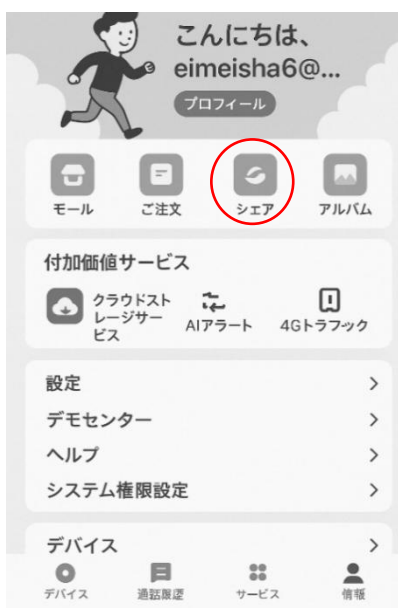 こんにちは、
eimeisha6@...
プロフィール
モール ご注文 シェア アルバム
付加価値サービス
クラウドスト
レージサー
ビス
AIアラート 4Gトラフック
設定
デモセンター
ヘルプ
システム権限設定
デバイス
デバイス 通話履歴 サービス 情報